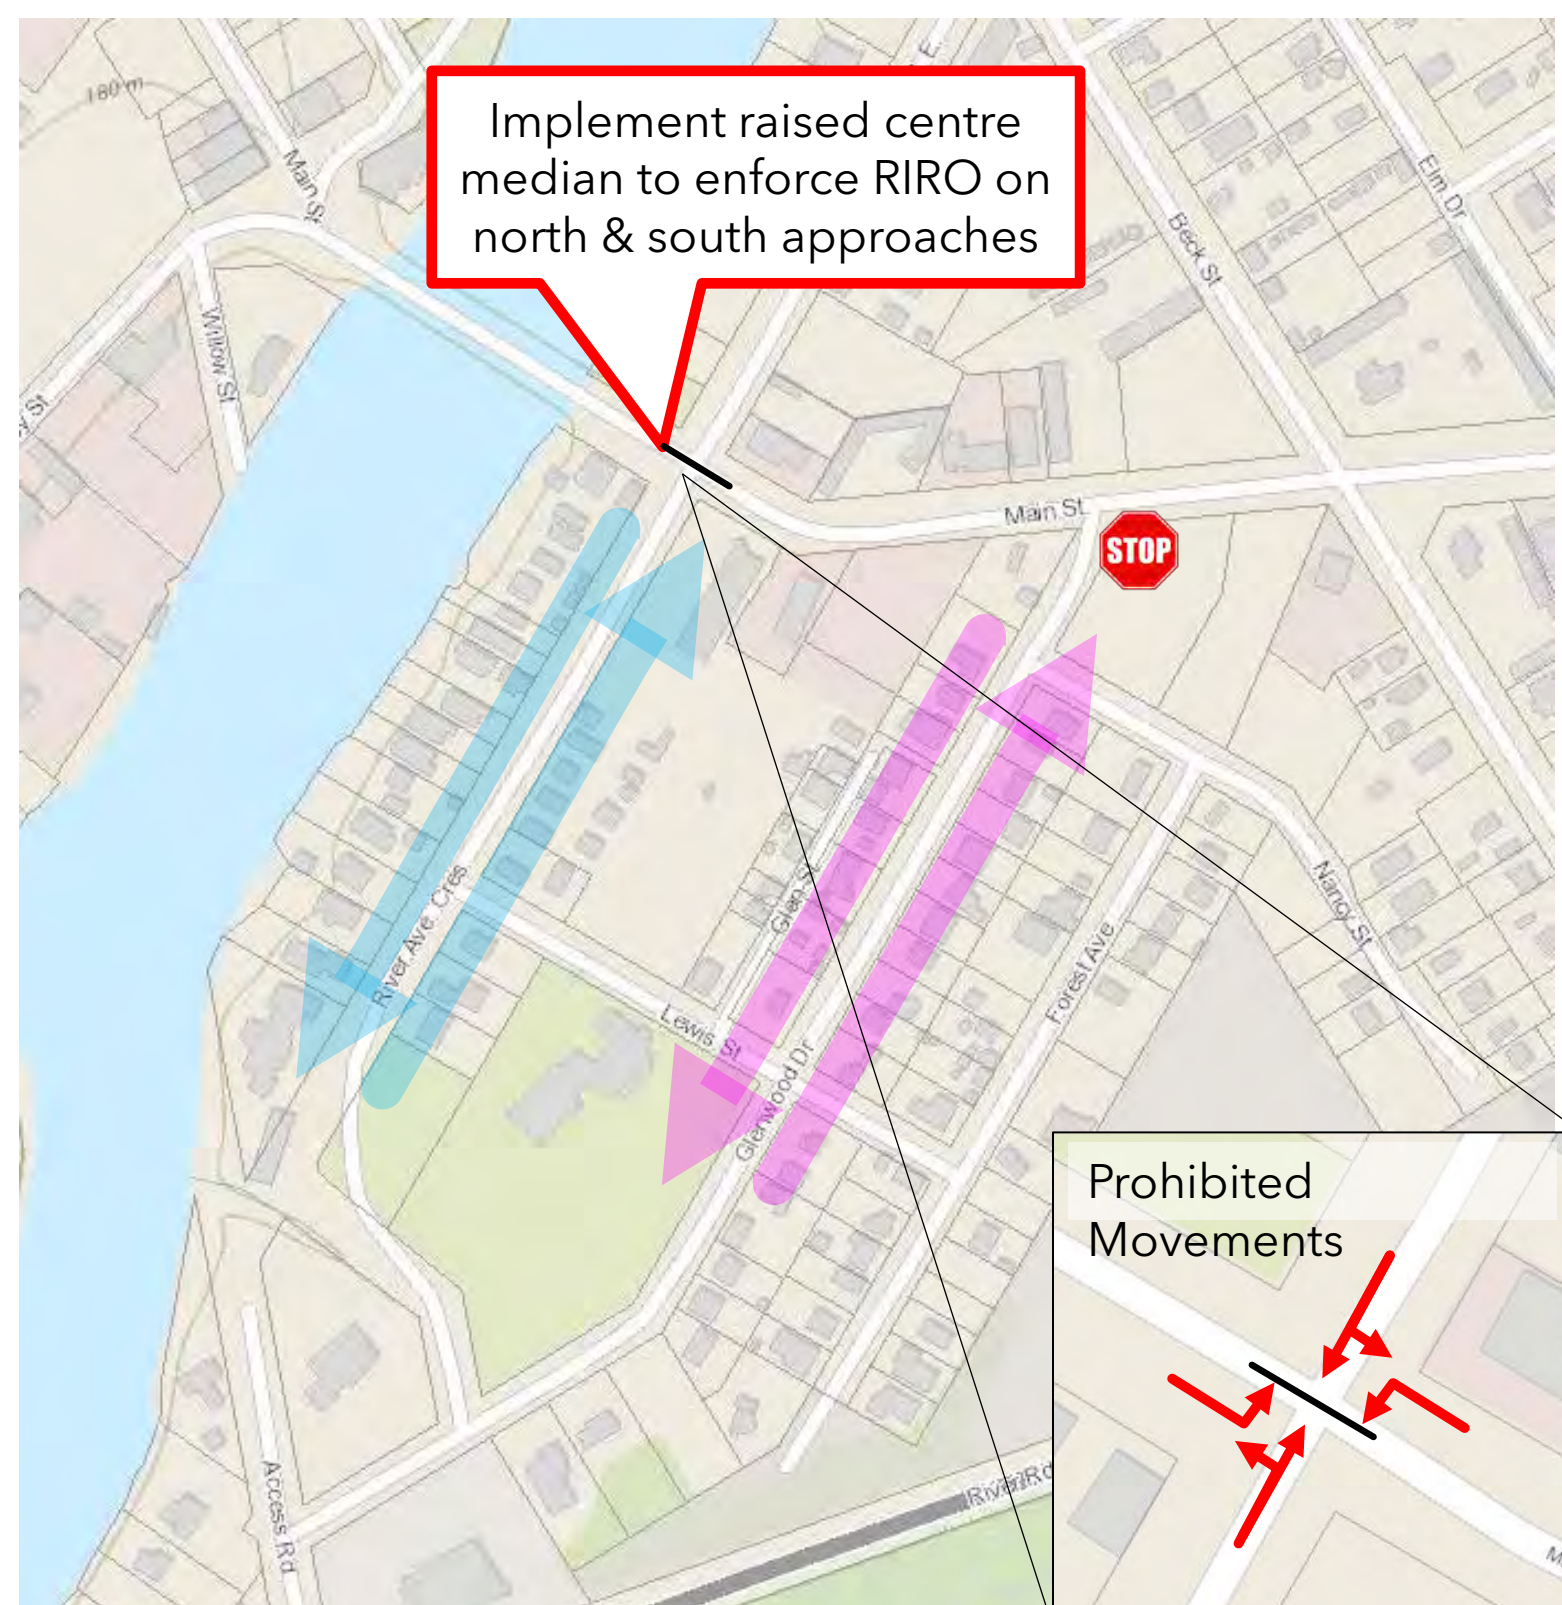 180 m
E.
Implement raised centre
median to enforce RIRO on
north & south approaches
Main St
Elm Dr
Beck St
Willow St
y St
Main St
STOP
River Ave Cres
Glen St
Nancy St
Forest Ave
Lewis St
Glenwood Dr
Prohibited
Movements
Access Rd
River Rd
M